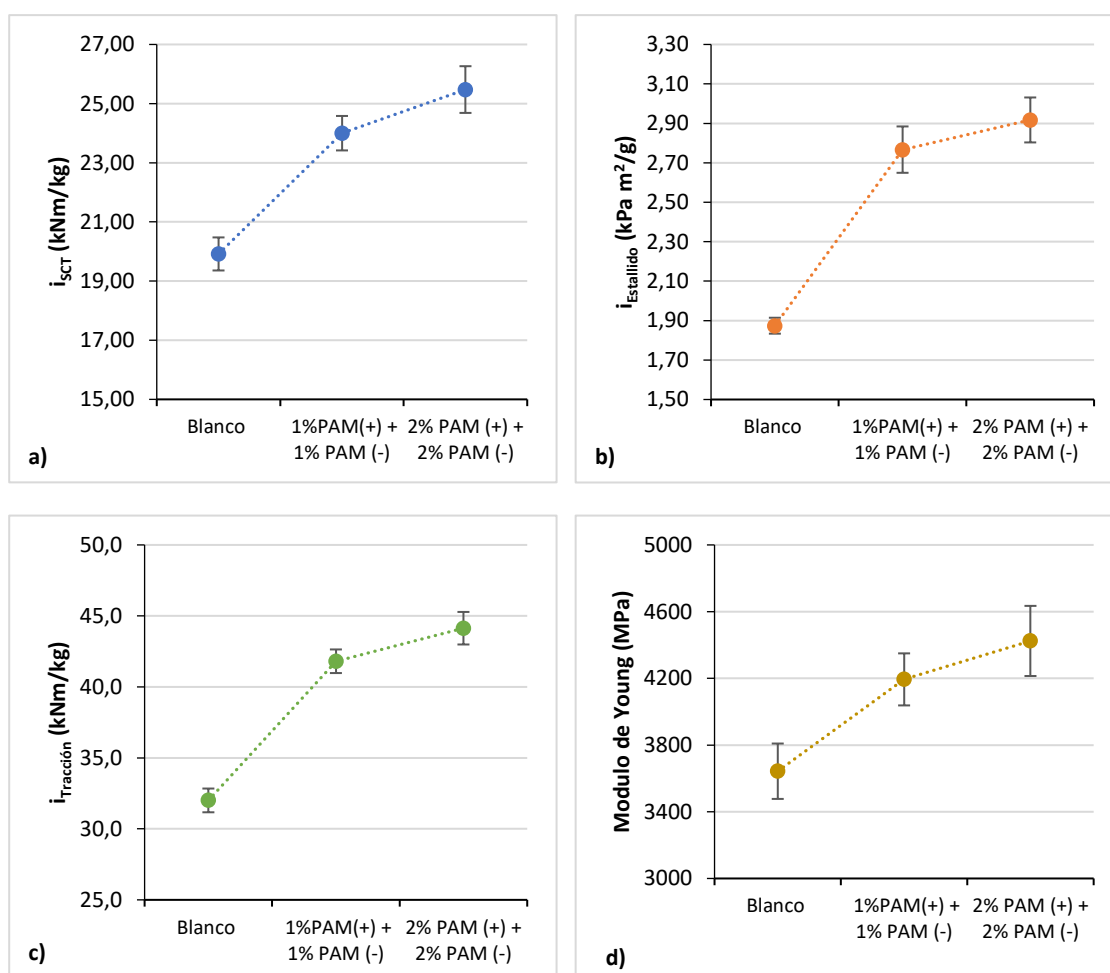 27,00
25,00
23,00
21,00
19,00
17,00
15,00
i_SCT (kNm/kg)
Blanco
1%PAM(+) +
1% PAM (-)
2% PAM (+) +
2% PAM (-)
a)
3,30
3,10
2,90
2,70
2,50
2,30
2,10
1,90
1,70
1,50
i_Estallido (kPa m²/g)
Blanco
1%PAM(+) +
1% PAM (-)
2% PAM (+) +
2% PAM (-)
b)
50,0
45,0
40,0
35,0
30,0
25,0
i_Tracción (kNm/kg)
Blanco
1%PAM(+) +
1% PAM (-)
2% PAM (+) +
2% PAM (-)
c)
5000
4600
4200
3800
3400
3000
Modulo de Young (MPa)
Blanco
1%PAM(+) +
1% PAM (-)
2% PAM (+) +
2% PAM (-)
d)